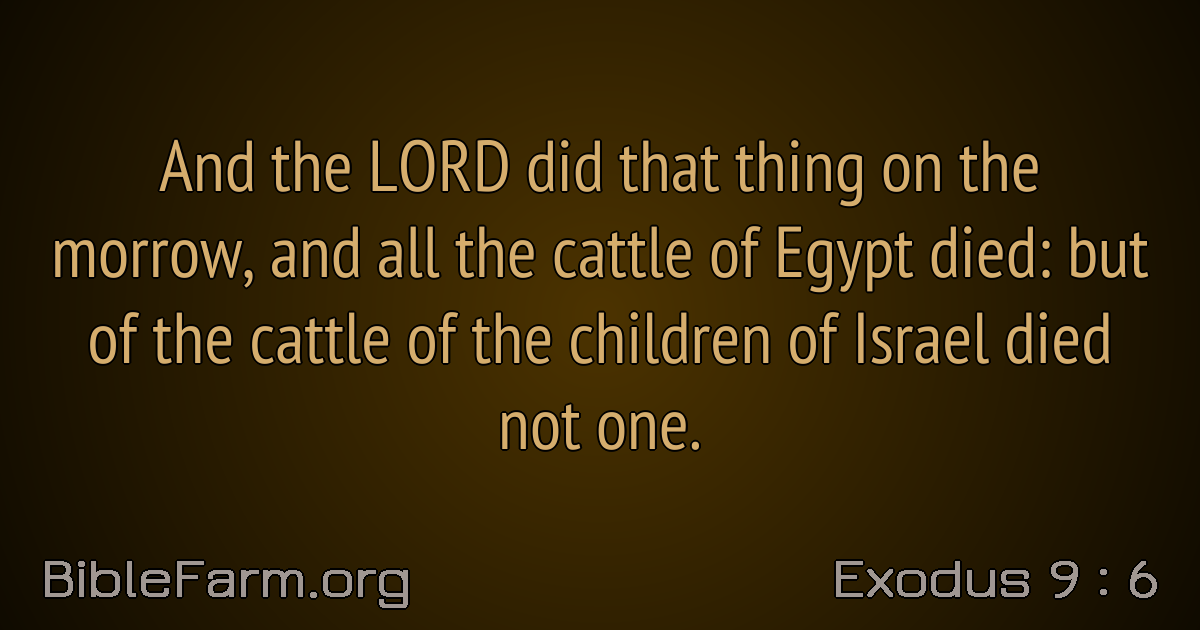 And the LORD did that thing on the
morrow, and all the cattle of Egypt died: but
of the cattle of the children of Israel died
not one.
BibleFarm.org
Exodus 9 : 6